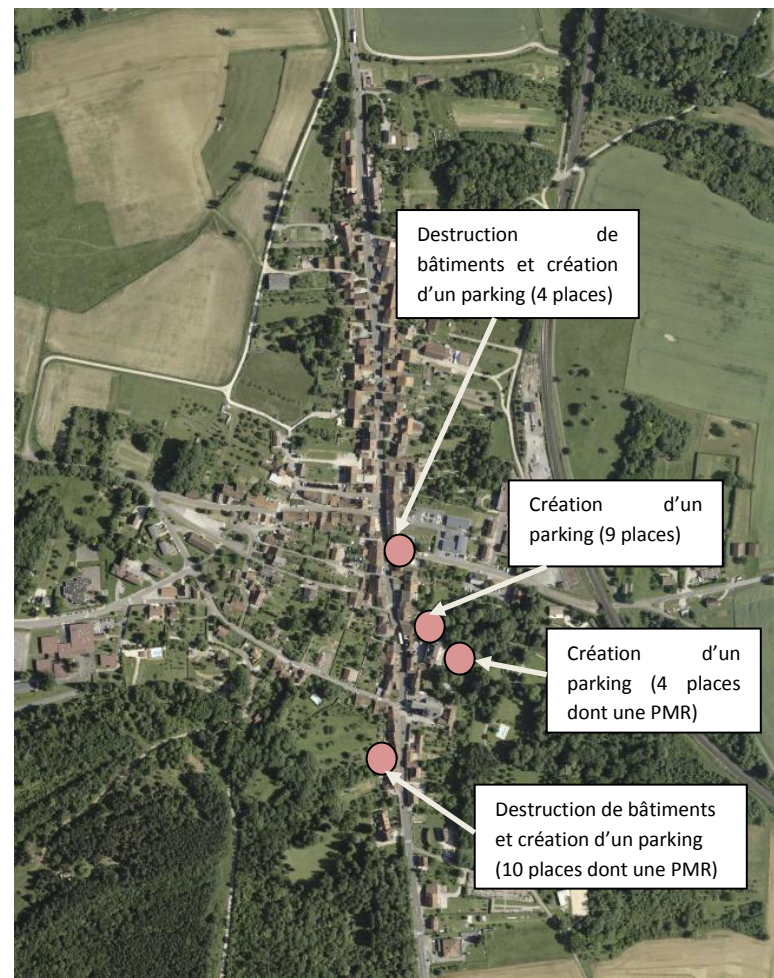 Destruction de
bâtiments et création
d’un parking (4 places)
Création d’un
parking (9 places)
Création d’un
parking (4 places
dont une PMR)
Destruction de bâtiments
et création d’un parking
(10 places dont une PMR)